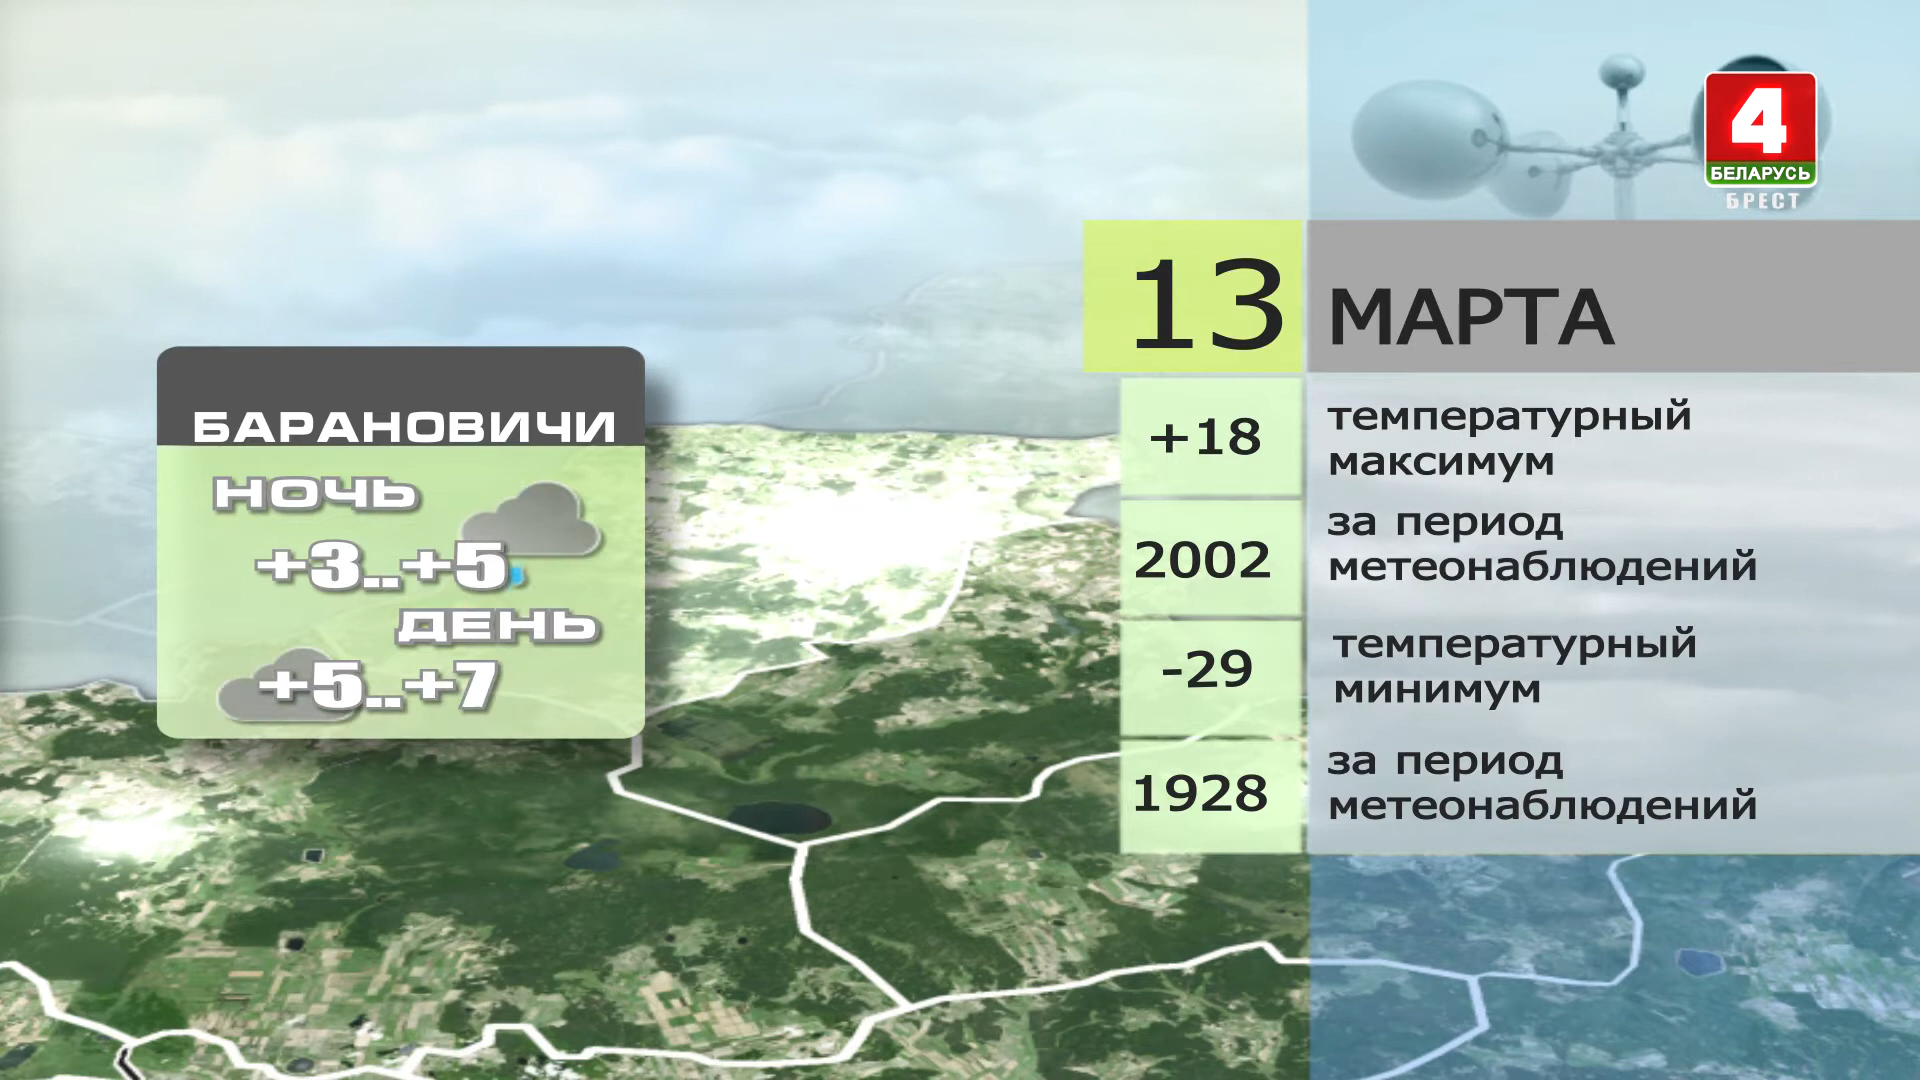 4
БЕЛАРУСЬ
БРЕСТ
13 МАРТА
БАРАНОВИЧИ
НОЧЬ
+3..+5
ДЕНЬ
+5..+7
+18
температурный
максимум
2002
за период
метеонаблюдений
-29
температурный
минимум
1928
за период
метеонаблюдений